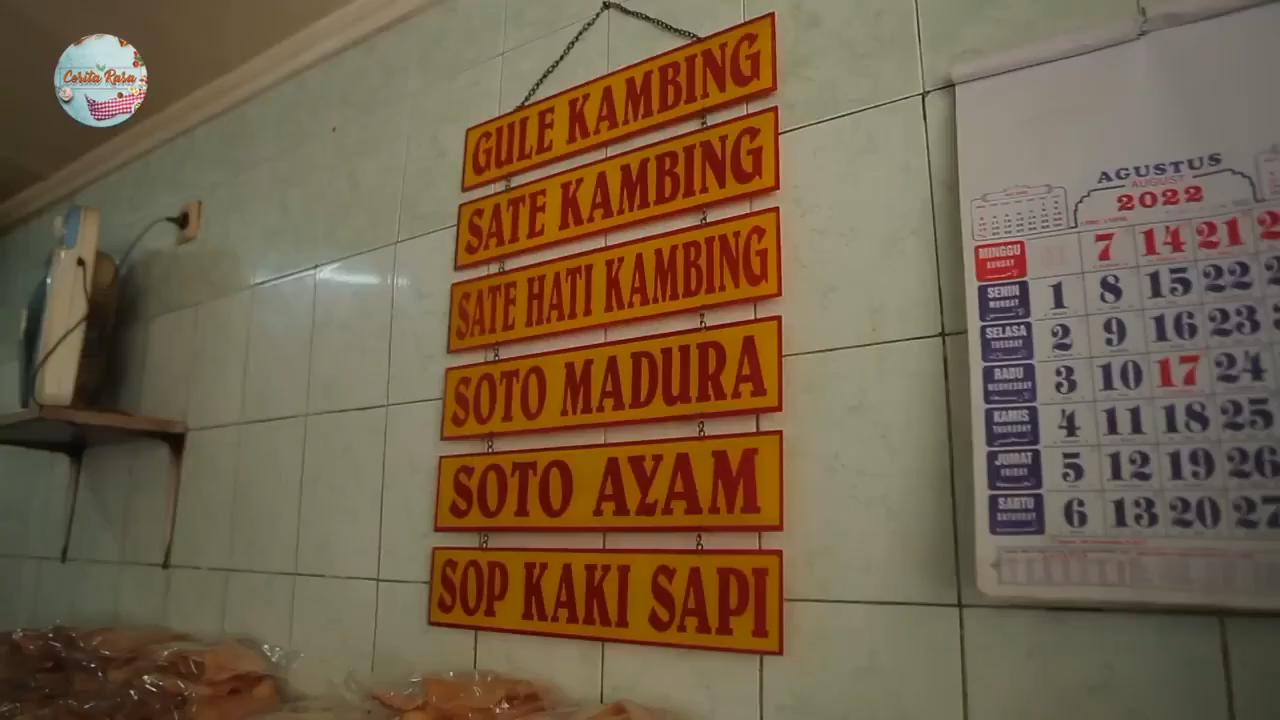 Cerita Rasa
GULE KAMBING
SATE KAMBING
SATE HATI KAMBING
SOTO MADURA
SOTO AYAM
SOP KAKI SAPI
AGUSTUS
AUGUST
2022
MINGGU 7 14 21
SUNDAY
SENIN 1 8 15 22
MONDAY
SELASA 2 9 16 23
TUESDAY
RABU 3 10 17 24
WEDNESDAY
KAMIS 4 11 18 25
THURSDAY
JUMAT 5 12 19 26
FRIDAY
SABTU 6 13 20 27
SATURDAY